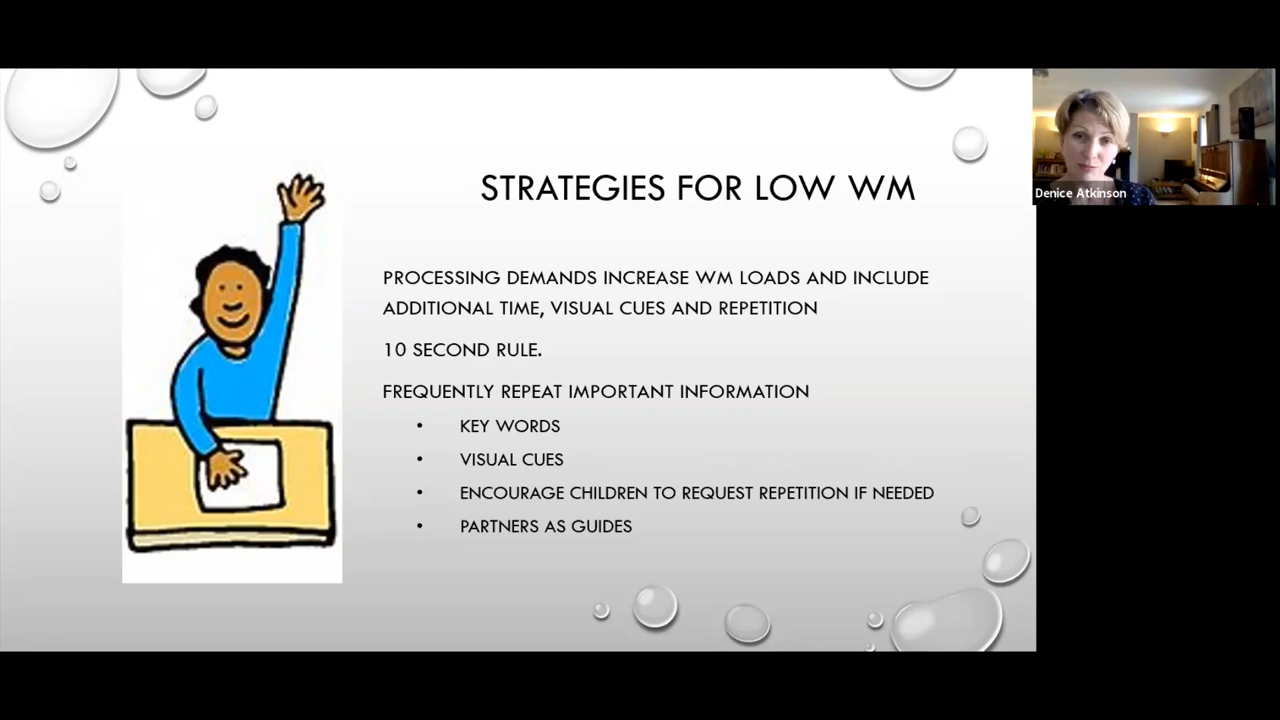 STRATEGIES FOR LOW WM
PROCESSING DEMANDS INCREASE WM LOADS AND INCLUDE
ADDITIONAL TIME, VISUAL CUES AND REPETITION
10 SECOND RULE.
FREQUENTLY REPEAT IMPORTANT INFORMATION
• KEY WORDS
• VISUAL CUES
• ENCOURAGE CHILDREN TO REQUEST REPETITION IF NEEDED
• PARTNERS AS GUIDES
Denice Atkinson